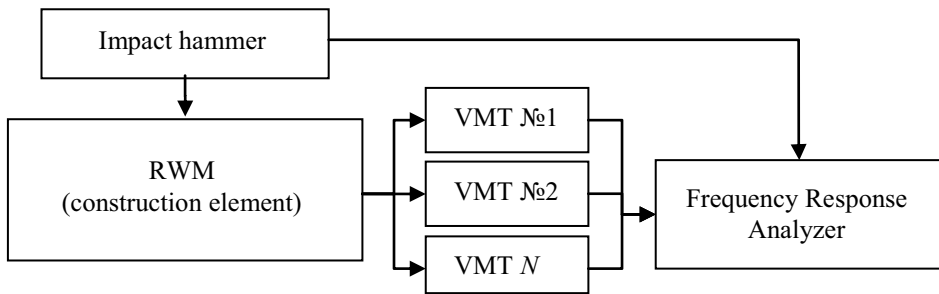 Impact hammer
RWM
(construction element)
VMT №1
VMT №2
VMT N
Frequency Response
Analyzer